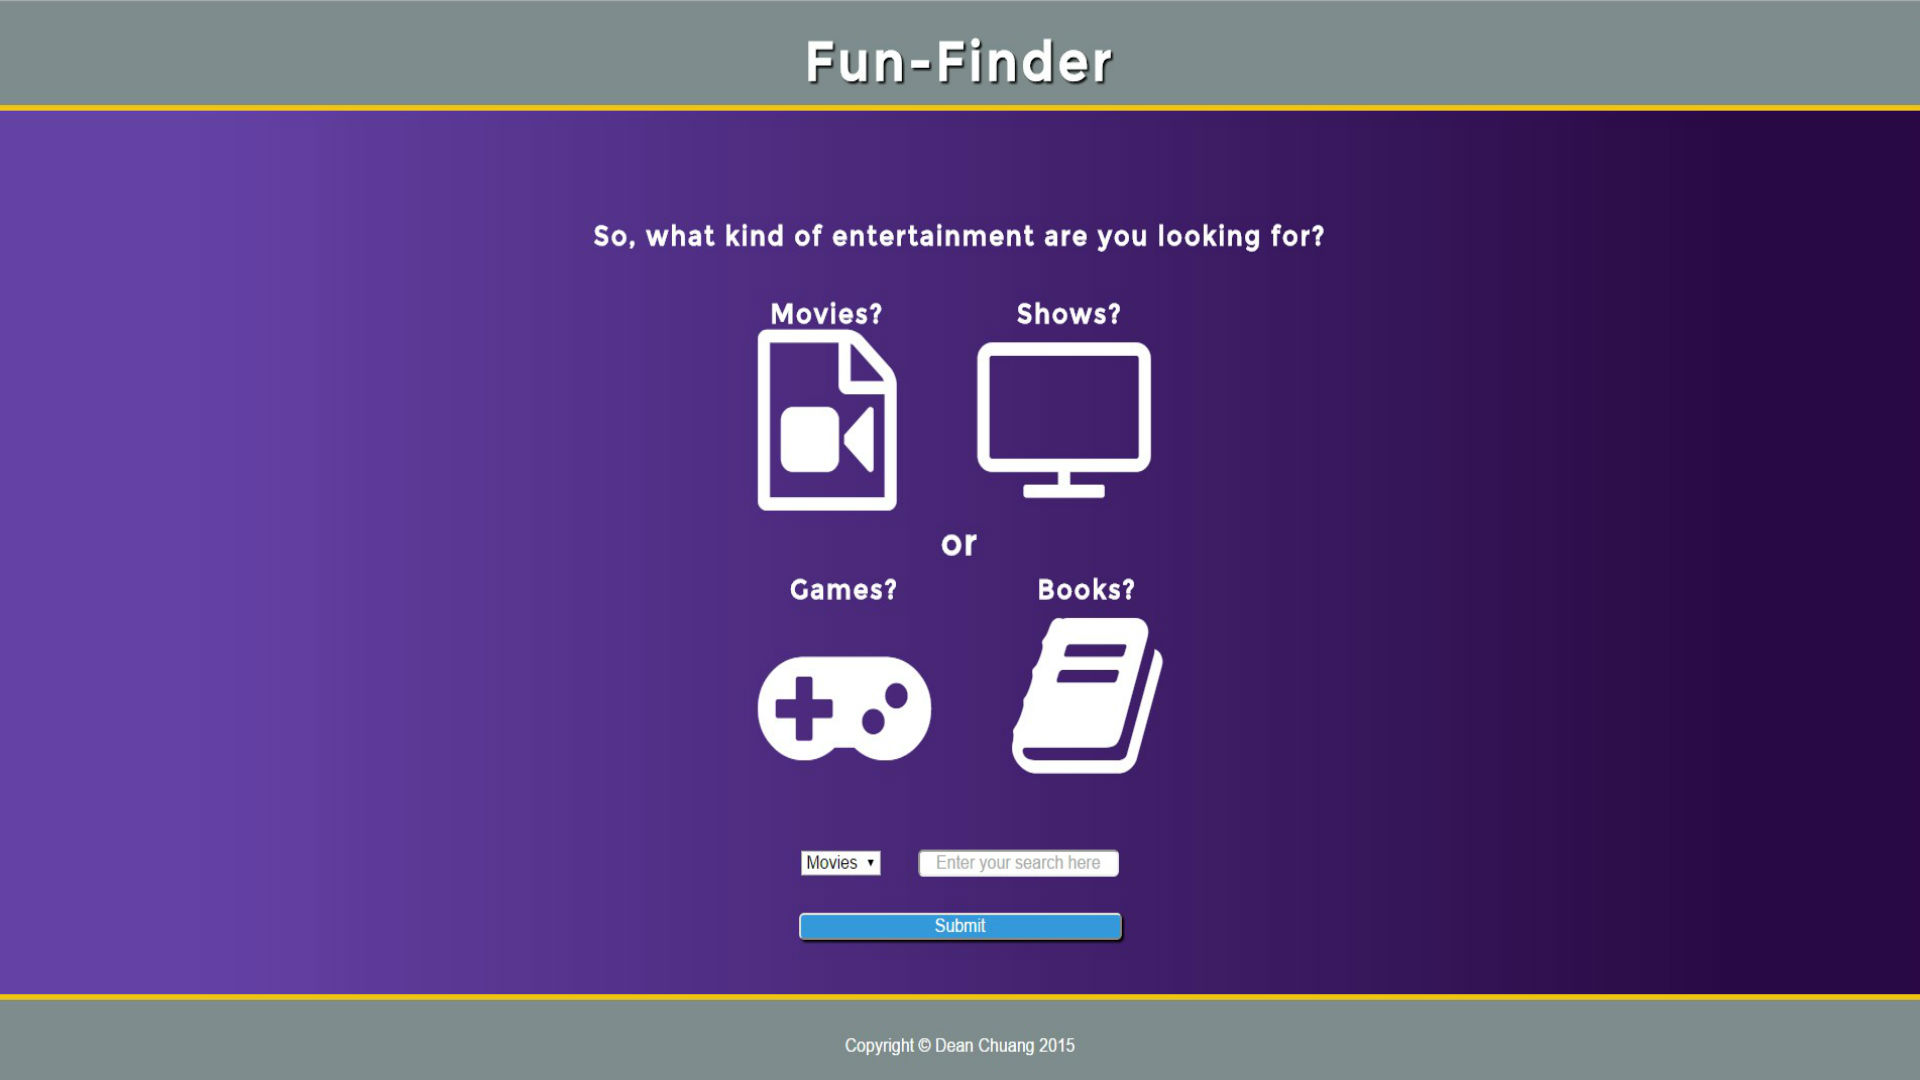 Fun-Finder
So, what kind of entertainment are you looking for?
Movies? Shows?
or
Games? Books?
Movies Enter your search here
Submit
Copyright © Dean Chuang 2015